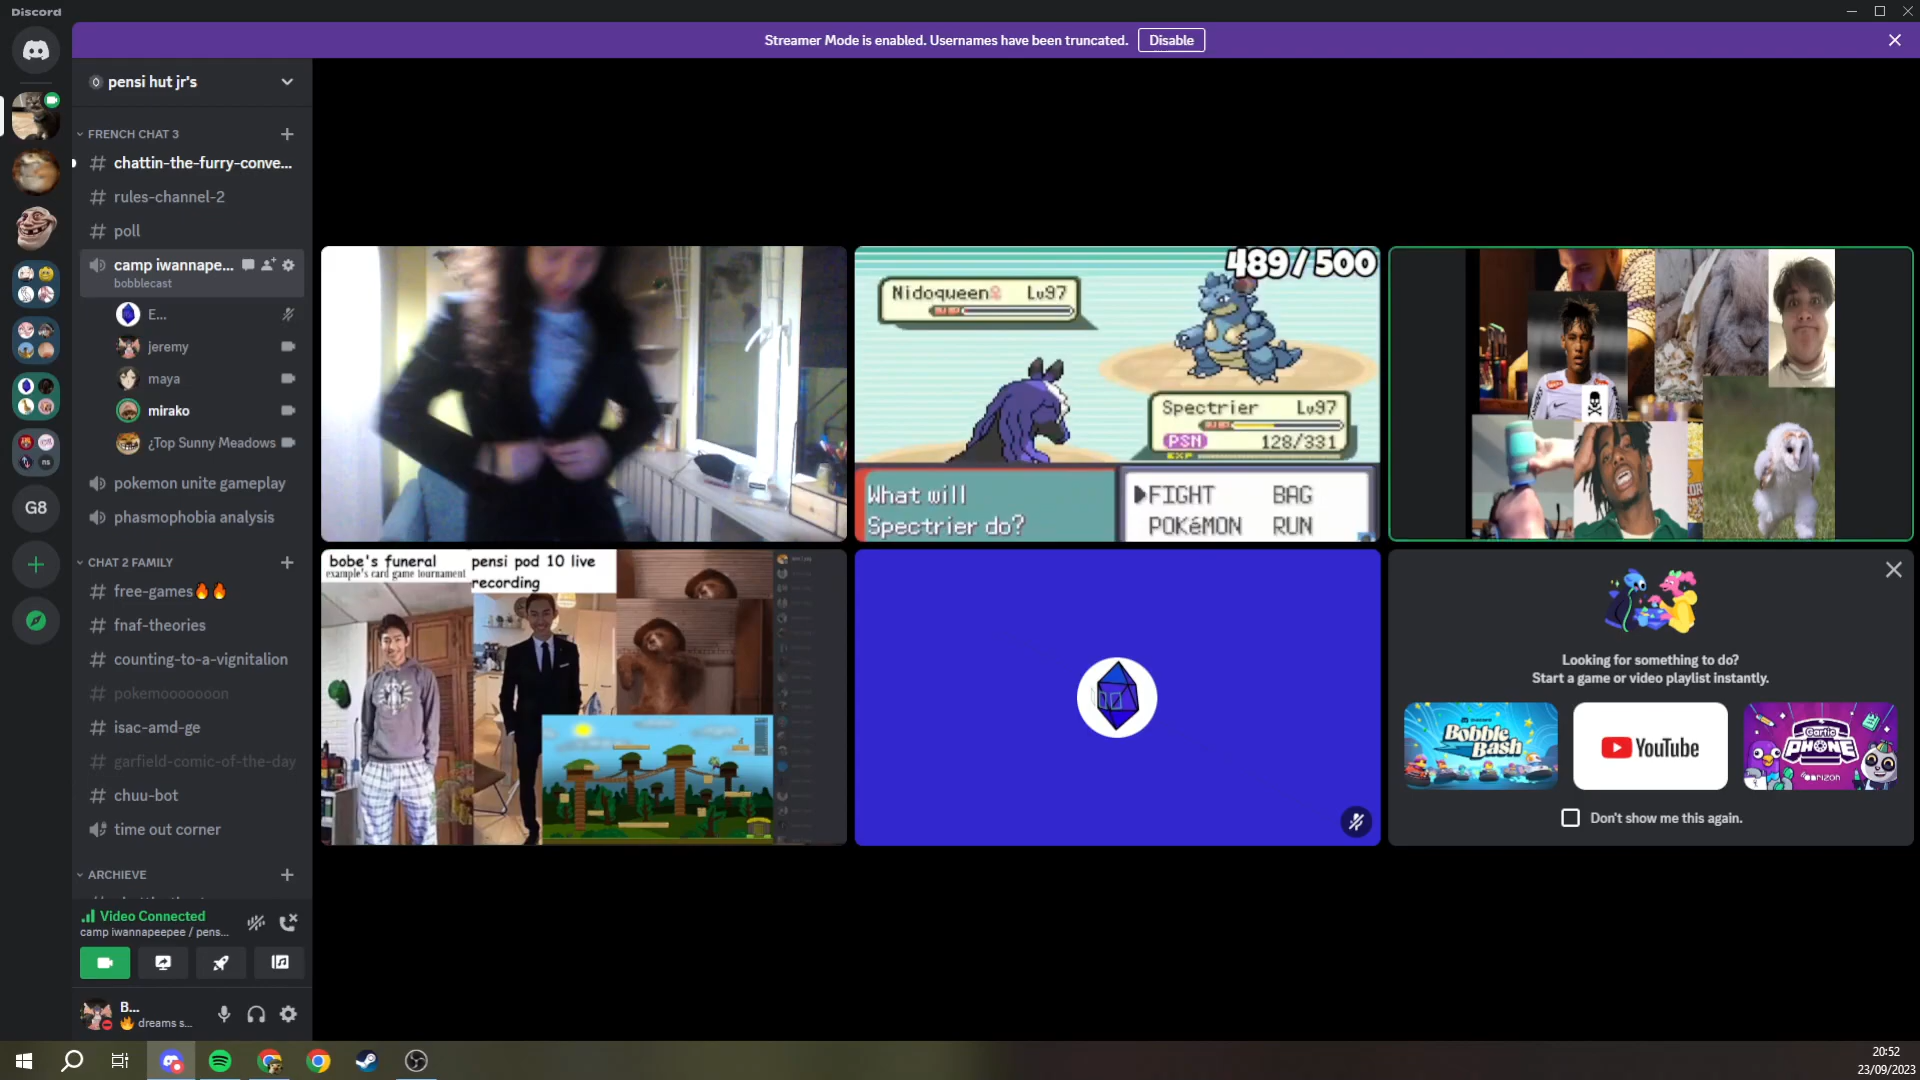 Discord
Streamer Mode is enabled. Usernames have been truncated.
Disable
pensi hut jr's
FRENCH CHAT 3
chattin-the-furry-conve...
rules-channel-2
poll
camp iwannape...
bobblecast
E...
jeremy
maya
mirako
¿Top Sunny Meadows
pokemon unite gameplay
phasmophobia analysis
CHAT 2 FAMILY
free-games🔥🔥
fnaf-theories
counting-to-a-vignitalion
pokemooooooon
isac-amd-ge
garfield-comic-of-the-day
chuu-bot
time out corner
ARCHIEVE
Video Connected
camp iwannapeepee / pens...
B...
🔥 dreams s...
G8
489/500
Nidoqueen♀ Lv97
Spectrier Lv97
PSN 128/331
EXP
What will
Spectrier do?
FIGHT BAG
POKéMON RUN
bobe's funeral
example's card game tournament
pensi pod 10 live
recording
Looking for something to do?
Start a game or video playlist instantly.
Bobble
Bash
YouTube
Gartic
PHONE
Don't show me this again.
20:52
23/09/2023